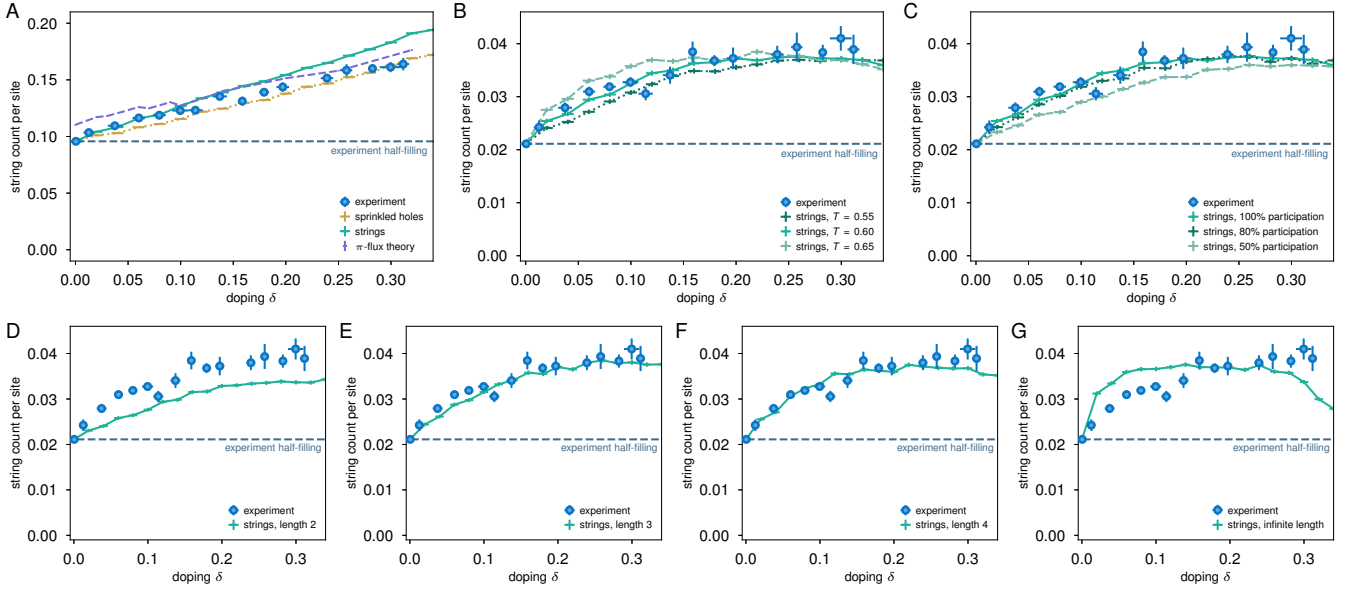 A
string count per site
0.20
0.15
0.10
0.05
0.00
experiment half-filling
experiment
sprinkled holes
strings
π-flux theory
0.00 0.05 0.10 0.15 0.20 0.25 0.30
doping δ
B
string count per site
0.04
0.03
0.02
0.01
0.00
experiment half-filling
experiment
strings, T = 0.55
strings, T = 0.60
strings, T = 0.65
0.00 0.05 0.10 0.15 0.20 0.25 0.30
doping δ
C
string count per site
0.04
0.03
0.02
0.01
0.00
experiment half-filling
experiment
strings, 100% participation
strings, 80% participation
strings, 50% participation
0.00 0.05 0.10 0.15 0.20 0.25 0.30
doping δ
D
string count per site
0.04
0.03
0.02
0.01
0.00
experiment half-filling
experiment
strings, length 2
0.0 0.1 0.2 0.3
doping δ
E
string count per site
0.04
0.03
0.02
0.01
0.00
experiment half-filling
experiment
strings, length 3
0.0 0.1 0.2 0.3
doping δ
F
string count per site
0.04
0.03
0.02
0.01
0.00
experiment half-filling
experiment
strings, length 4
0.0 0.1 0.2 0.3
doping δ
G
string count per site
0.04
0.03
0.02
0.01
0.00
experiment half-filling
experiment
strings, infinite length
0.0 0.1 0.2 0.3
doping δ